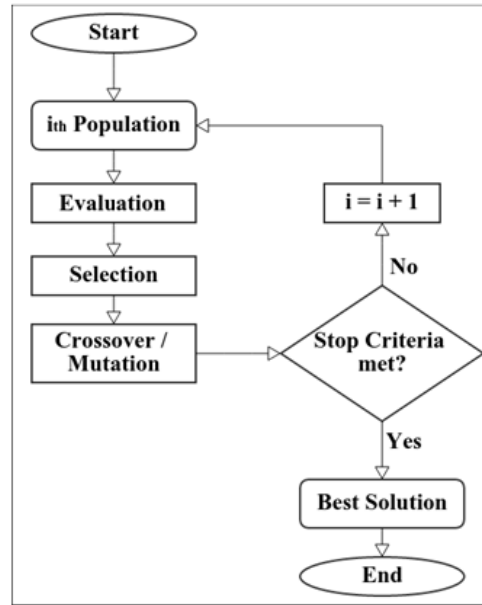 Start
ith Population
Evaluation
Selection
Crossover /
Mutation
i = i + 1
No
Stop Criteria
met?
Yes
Best Solution
End